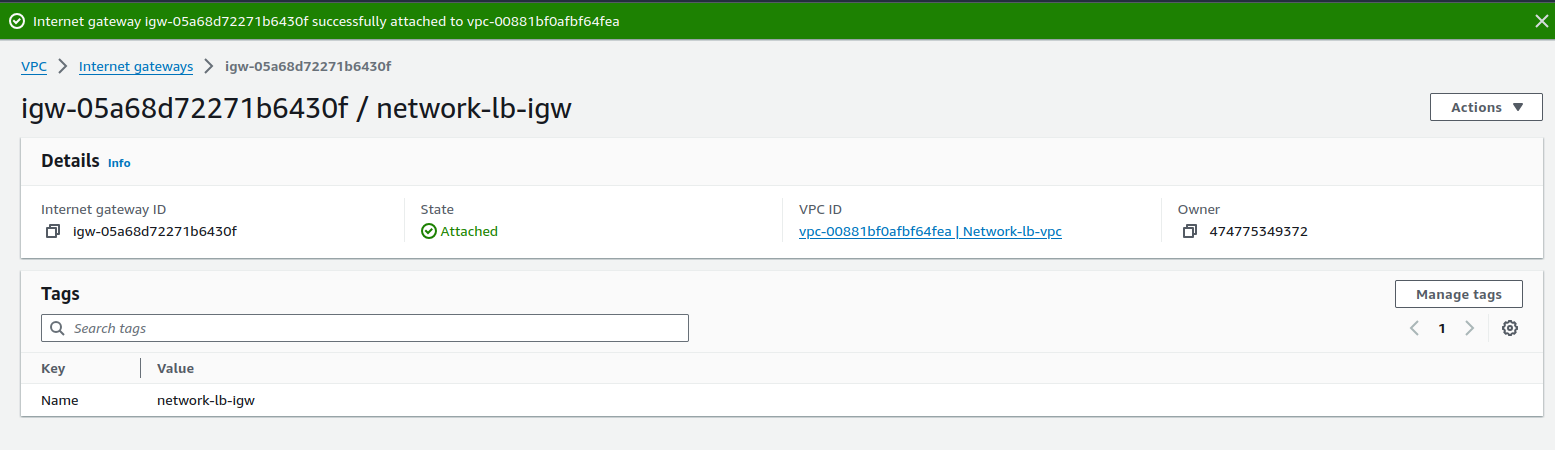 Internet gateway igw-05a68d72271b6430f successfully attached to vpc-00881bf0afbf64fea
VPC Internet gateways igw-05a68d72271b6430f
igw-05a68d72271b6430f / network-lb-igw
Actions
Details Info
Internet gateway ID State VPC ID Owner
igw-05a68d72271b6430f Attached vpc-00881bf0afbf64fea | Network-lb-vpc 474775349372
Tags
Manage tags
Search tags
1
Key Value
Name network-lb-igw